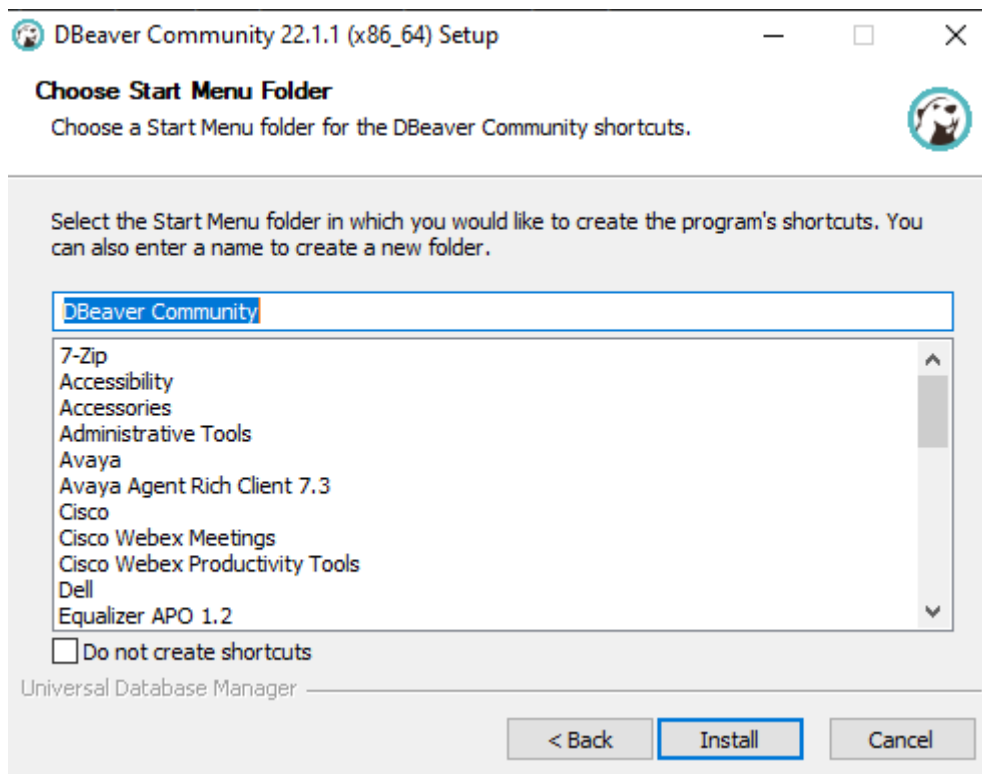 DBeaver Community 22.1.1 (x86_64) Setup
Choose Start Menu Folder
Choose a Start Menu folder for the DBeaver Community shortcuts.
Select the Start Menu folder in which you would like to create the program's shortcuts. You
can also enter a name to create a new folder.
DBeaver Community
7-Zip
Accessibility
Accessories
Administrative Tools
Avaya
Avaya Agent Rich Client 7.3
Cisco
Cisco Webex Meetings
Cisco Webex Productivity Tools
Dell
Equalizer APO 1.2
Do not create shortcuts
Universal Database Manager
< Back Install Cancel